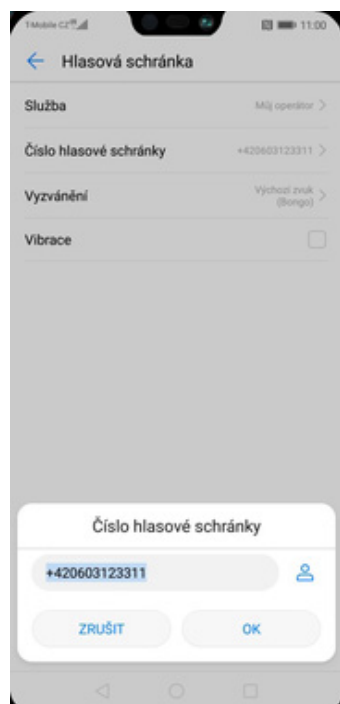 T-Mobile CZ 11:00
Hlasová schránka
Služba Můj operátor
Číslo hlasové schránky +420603123311
Vyzvánění Výchozí zvuk
(Bongo)
Vibrace
Číslo hlasové schránky
+420603123311
ZRUŠIT OK